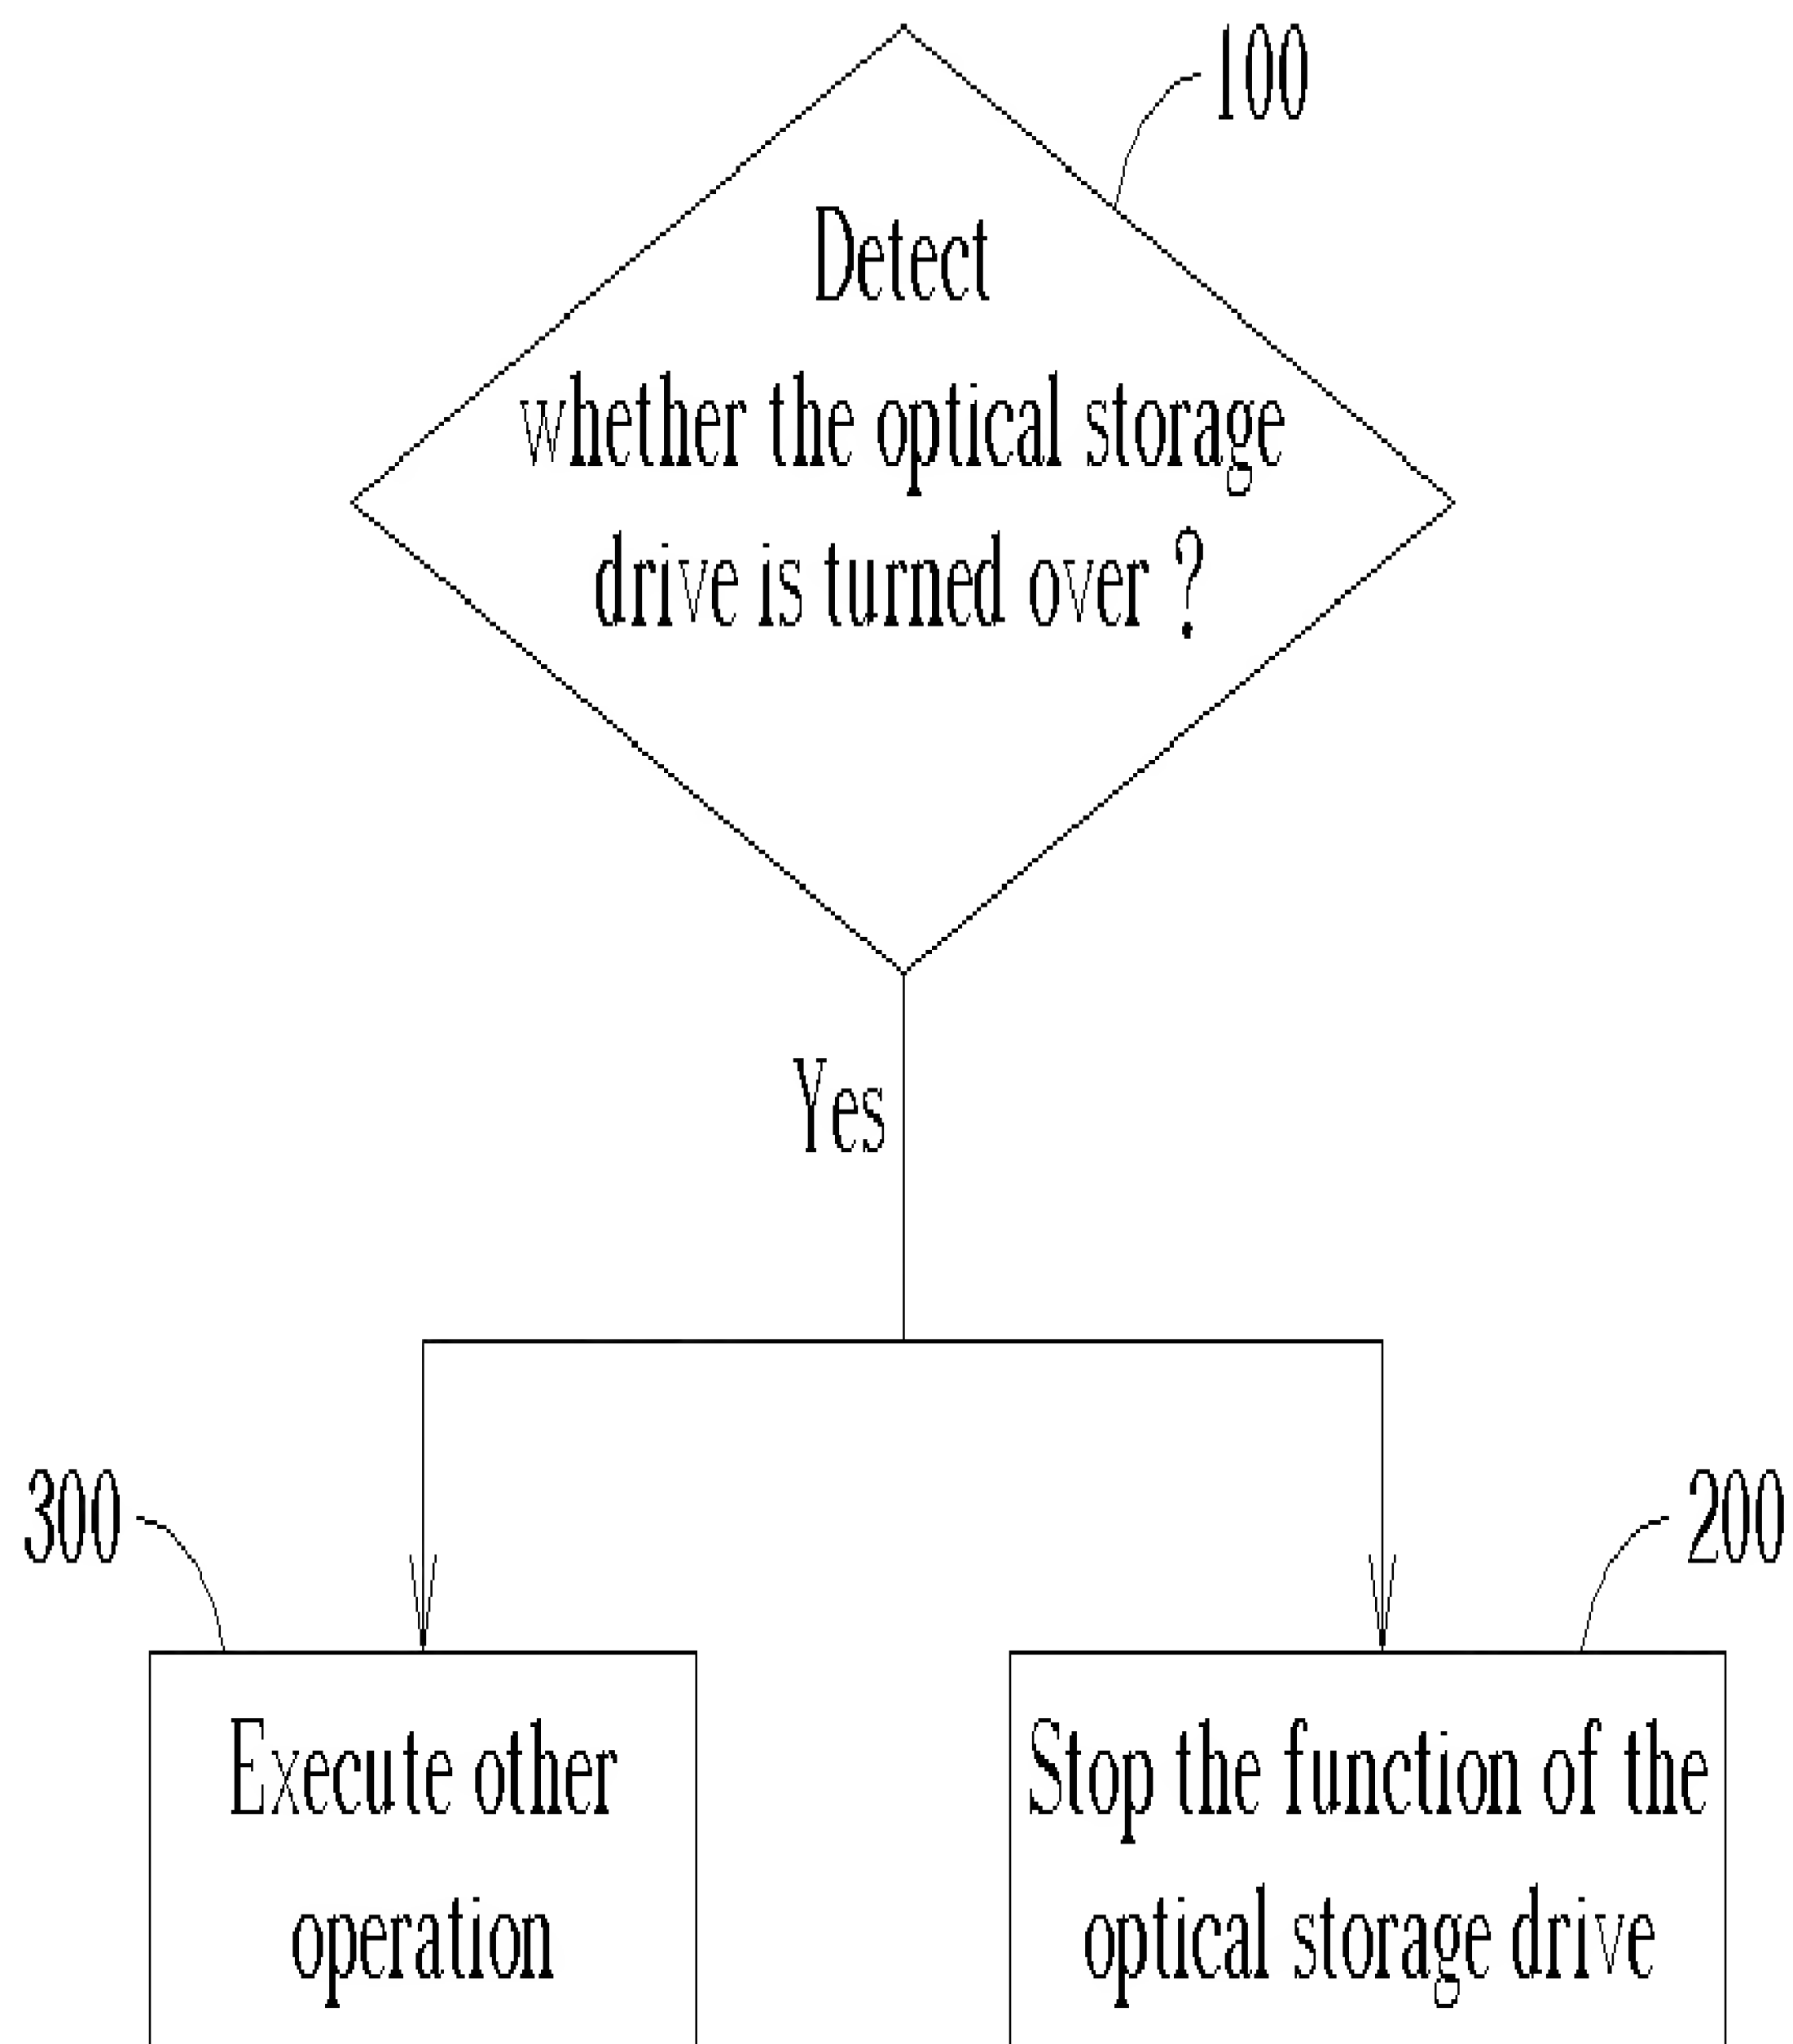 100
Detect
whether the optical storage
drive is turned over ?
Yes
300
200
Execute other
operation
Stop the function of the
optical storage drive